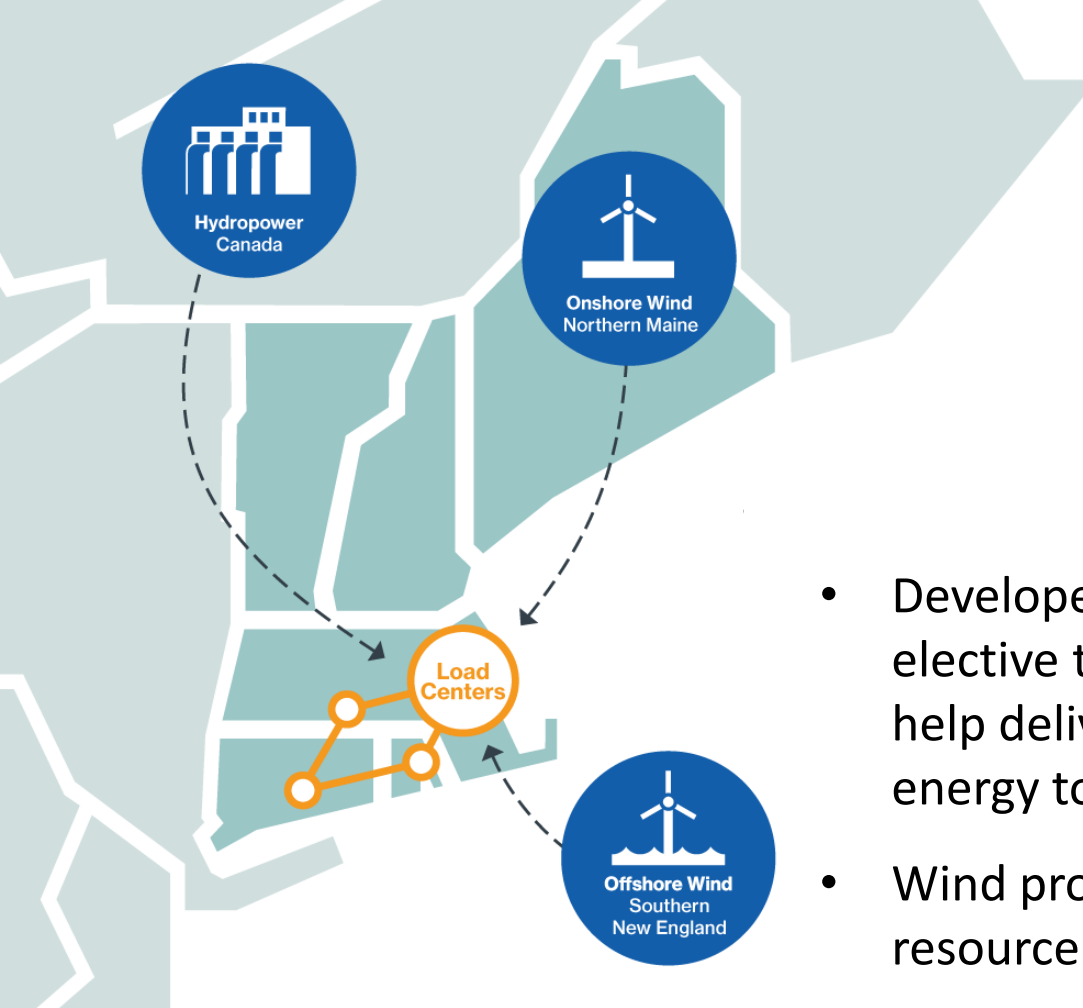 Hydropower
Canada
Onshore Wind
Northern Maine
Load
Centers
Offshore Wind
Southern
New England
• Develope
elective t
help deliv
energy to
• Wind pro
resource